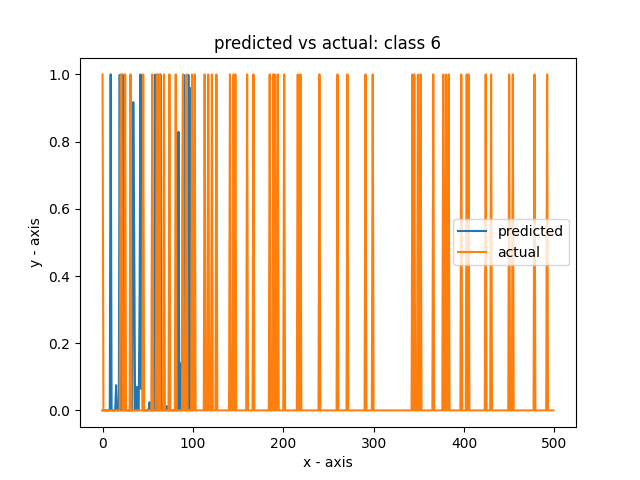 predicted vs actual: class 6
1.0
0.8
0.6
0.4
0.2
0.0
y - axis
predicted
actual
0 100 200 300 400 500
x - axis